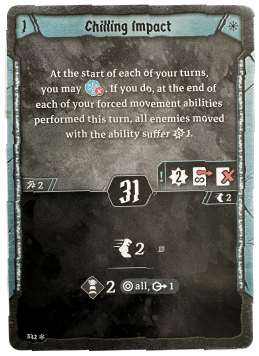 1 Chilling Impact
At the start of each of your turns,
you may . If you do, at the end of
each of your forced movement abilities
performed this turn, all enemies moved
with the ability suffer 1.
2
31
2
2
2
2 all, 1
342